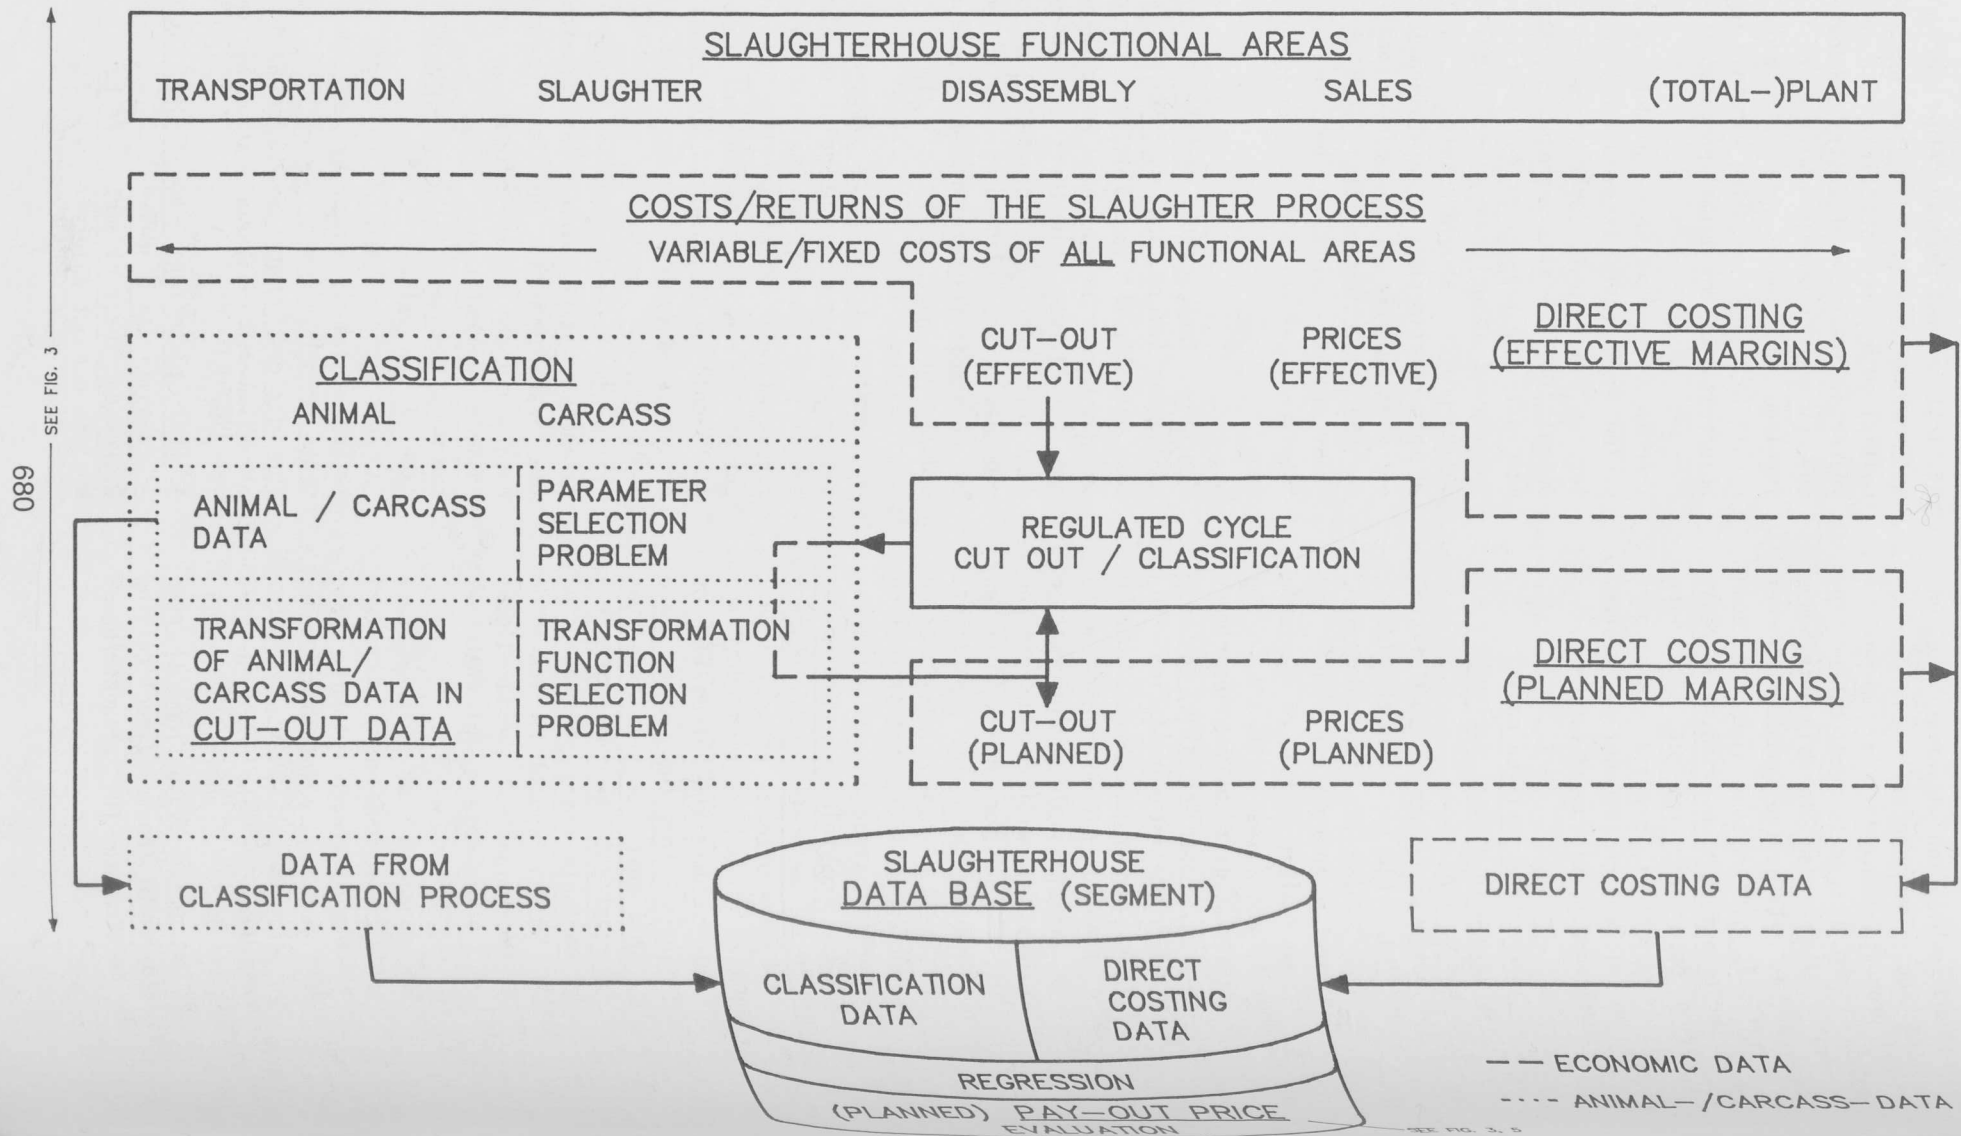 SLAUGHTERHOUSE FUNCTIONAL AREAS
TRANSPORTATION SLAUGHTER DISASSEMBLY SALES (TOTAL-)PLANT
COSTS/RETURNS OF THE SLAUGHTER PROCESS
VARIABLE/FIXED COSTS OF ALL FUNCTIONAL AREAS
CUT-OUT
(EFFECTIVE)
PRICES
(EFFECTIVE)
DIRECT COSTING
(EFFECTIVE MARGINS)
SEE FIG. 3
680
CLASSIFICATION
ANIMAL CARCASS
ANIMAL / CARCASS
DATA
PARAMETER
SELECTION
PROBLEM
TRANSFORMATION
OF ANIMAL/
CARCASS DATA IN
CUT-OUT DATA
TRANSFORMATION
FUNCTION
SELECTION
PROBLEM
REGULATED CYCLE
CUT OUT / CLASSIFICATION
CUT-OUT
(PLANNED)
PRICES
(PLANNED)
DIRECT COSTING
(PLANNED MARGINS)
DATA FROM
CLASSIFICATION PROCESS
SLAUGHTERHOUSE
DATA BASE (SEGMENT)
DIRECT COSTING DATA
CLASSIFICATION
DATA
DIRECT
COSTING
DATA
REGRESSION
(PLANNED) PAY-OUT PRICE
EVALUATION
SEE FIG. 3, 5
ECONOMIC DATA
ANIMAL-/CARCASS-DATA